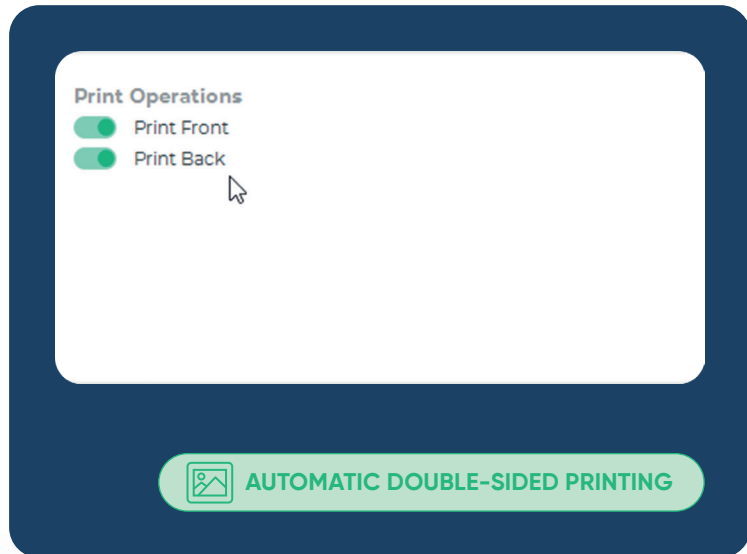 Print Operations
Print Front
Print Back
AUTOMATIC DOUBLE-SIDED PRINTING